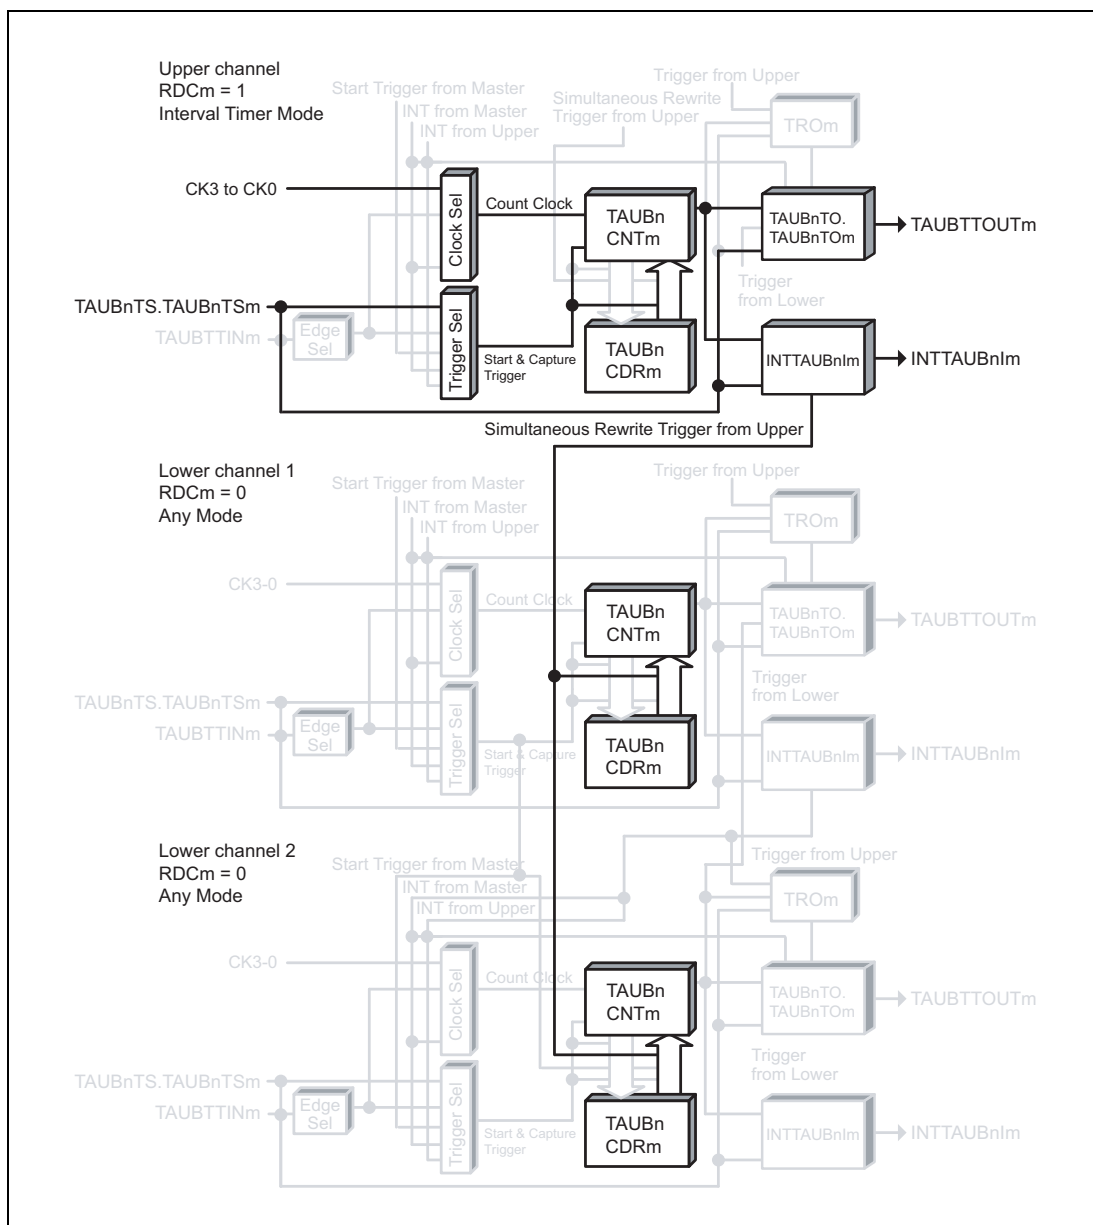 Upper channel
RDCm = 1
Interval Timer Mode
Start Trigger from Master
INT from Master
INT from Upper
Simultaneous Rewrite
Trigger from Upper
Trigger from Upper
TROm
CK3 to CK0
Clock Sel
Count Clock
TAUBn
CNTm
TAUBnTO.
TAUBnTOm
TAUBTTOUTm
Trigger
from Lower
TAUBnTS.TAUBnTSm
TAUBTTINm
Edge
Sel
Trigger Sel
Start & Capture
Trigger
TAUBn
CDRm
INTTAUBnIm
INTTAUBnIm
Simultaneous Rewrite Trigger from Upper
Lower channel 1
RDCm = 0
Any Mode
Start Trigger from Master
INT from Master
INT from Upper
Trigger from Upper
TROm
CK3-0
Clock Sel
Count Clock
TAUBn
CNTm
TAUBnTO.
TAUBnTOm
TAUBTTOUTm
Trigger
from Lower
TAUBnTS.TAUBnTSm
TAUBTTINm
Edge
Sel
Trigger Sel
Start & Capture
Trigger
TAUBn
CDRm
INTTAUBnIm
INTTAUBnIm
Lower channel 2
RDCm = 0
Any Mode
Start Trigger from Master
INT from Master
INT from Upper
Trigger from Upper
TROm
CK3-0
Clock Sel
Count Clock
TAUBn
CNTm
TAUBnTO.
TAUBnTOm
TAUBTTOUTm
Trigger
from Lower
TAUBnTS.TAUBnTSm
TAUBTTINm
Edge
Sel
Trigger Sel
Start & Capture
Trigger
TAUBn
CDRm
INTTAUBnIm
INTTAUBnIm